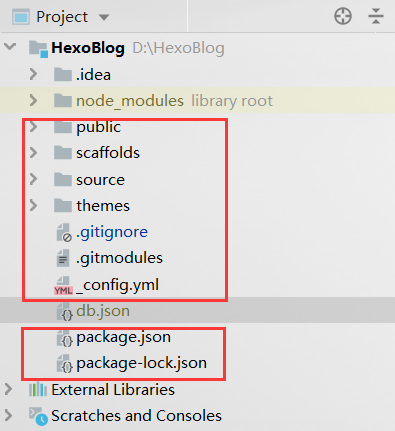 Project
HexoBlog D:\HexoBlog
.idea
node_modules library root
public
scaffolds
source
themes
.gitignore
.gitmodules
YML _config.yml
db.json
package.json
package-lock.json
External Libraries
Scratches and Consoles